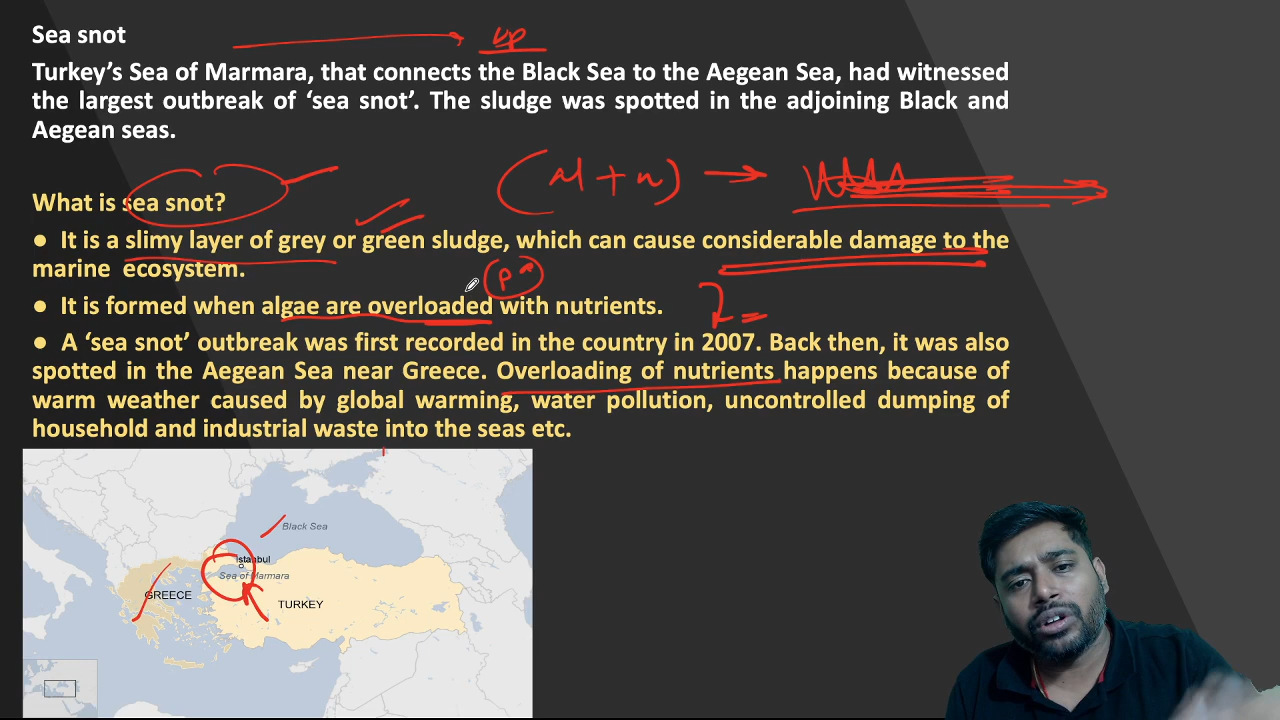 Sea snot
up
Turkey’s Sea of Marmara, that connects the Black Sea to the Aegean Sea, had witnessed
the largest outbreak of ‘sea snot’. The sludge was spotted in the adjoining Black and
Aegean seas.
What is sea snot?
● It is a slimy layer of grey or green sludge, which can cause considerable damage to the
marine ecosystem.
● It is formed when algae are overloaded with nutrients.
● A ‘sea snot’ outbreak was first recorded in the country in 2007. Back then, it was also
spotted in the Aegean Sea near Greece. Overloading of nutrients happens because of
warm weather caused by global warming, water pollution, uncontrolled dumping of
household and industrial waste into the seas etc.
Black Sea
Istanbul
Sea of Marmara
GREECE
TURKEY